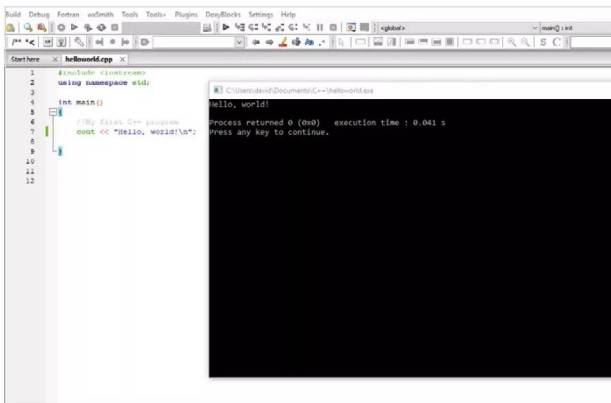 Build Debug Fortran wxSmith Tools Tools+ Plugins DoxyBlocks Settings Help
<global>
main() : int
/** *<
S C
Start here × helloworld.cpp ×
1 #include <iostream>
2 using namespace std;
3
4 int main()
5 {
6 //My first C++ program
7 cout << "Hello, world!\n";
8
9 }
10
11
12
C:\Users\david\Documents\C++\helloworld.exe
Hello, world!
Process returned 0 (0x0) execution time : 0.041 s
Press any key to continue.